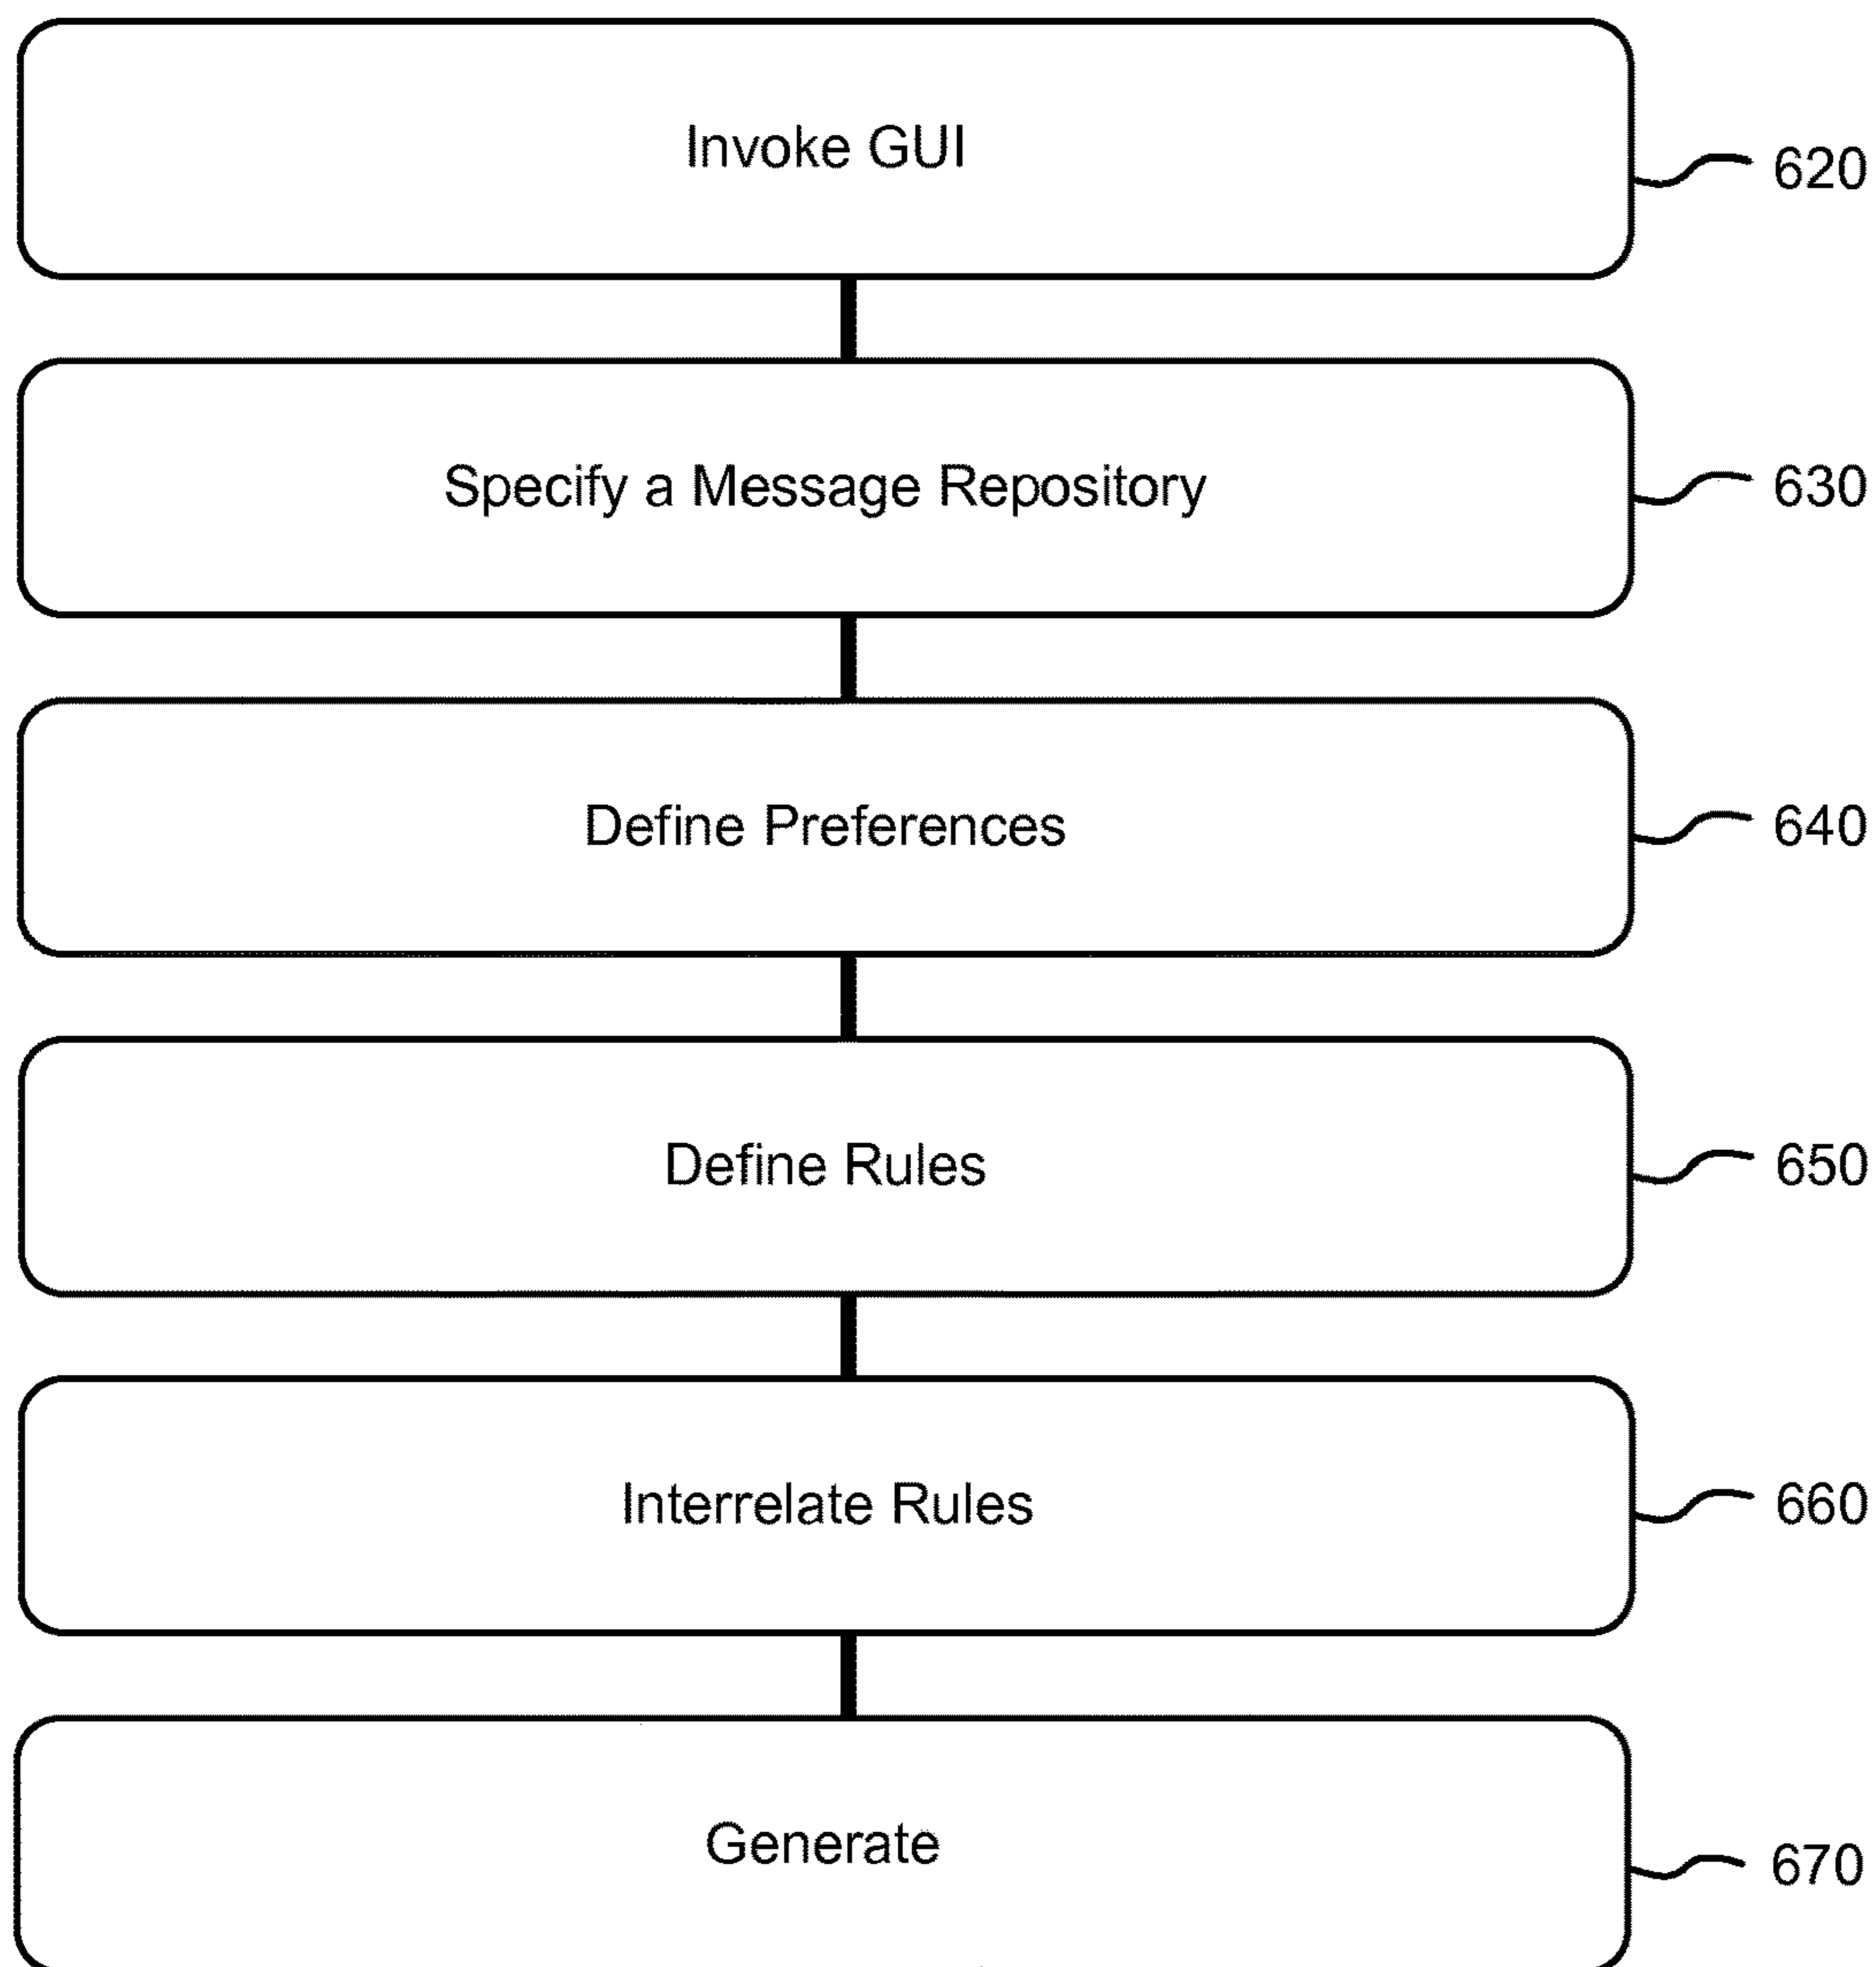 Invoke GUI
620
Specify a Message Repository
630
Define Preferences
640
Define Rules
650
Interrelate Rules
660
Generate
670